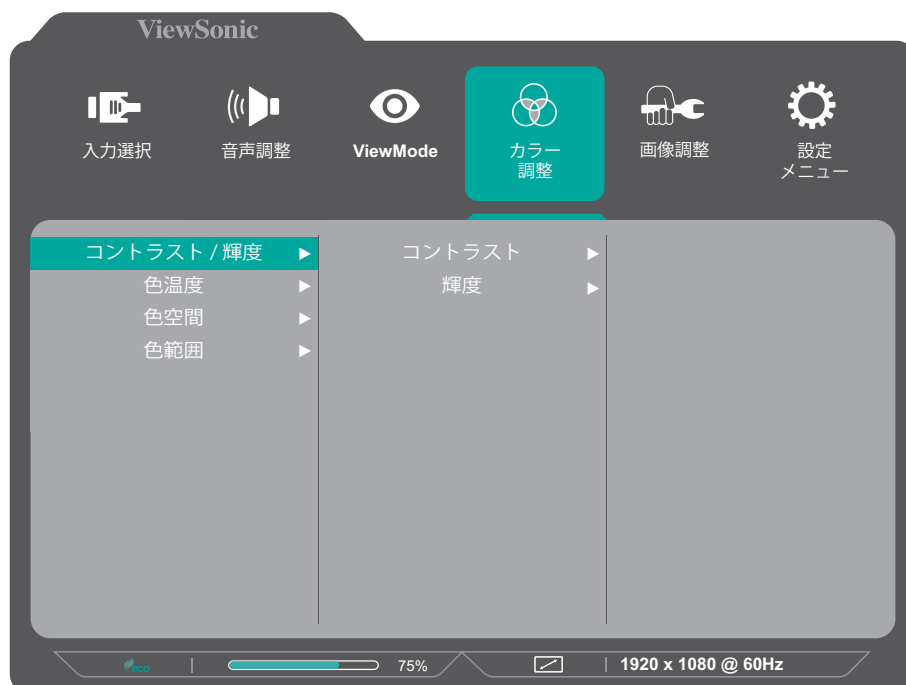 ViewSonic
入力選択
音声調整
ViewMode
カラー
調整
画像調整
設定
メニュー
コントラスト / 輝度 ▶
色温度 ▶
色空間 ▶
色範囲 ▶
コントラスト ▶
輝度 ▶
eco | 75%
| 1920 x 1080 @ 60Hz